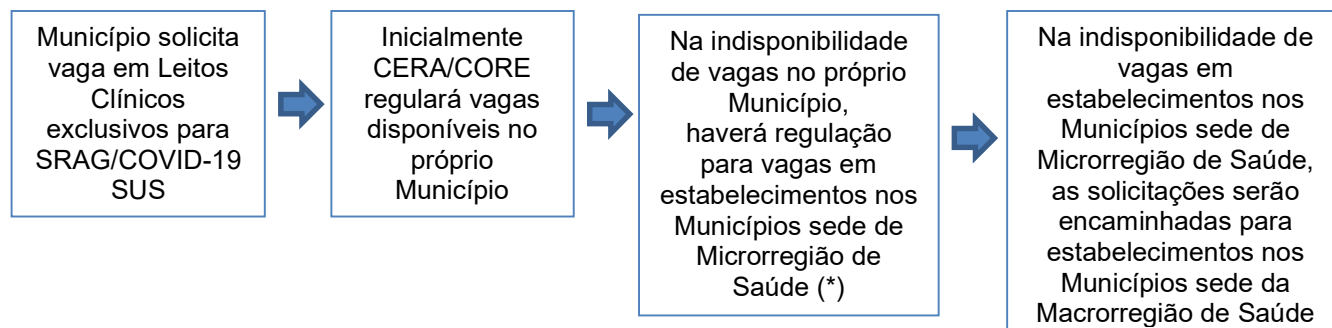 Município solicita
vaga em Leitos
Clínicos
exclusivos para
SRAG/COVID-19
SUS
Inicialmente
CERA/CORE
regulará vagas
disponíveis no
próprio
Município
Na indisponibilidade
de vagas no próprio
Município,
haverá regulação
para vagas em
estabelecimentos nos
Municípios sede de
Microrregião de
Saúde (*)
Na indisponibilidade de
vagas em
estabelecimentos nos
Municípios sede de
Microrregião de Saúde,
as solicitações serão
encaminhadas para
estabelecimentos nos
Municípios sede da
Macrorregião de Saúde